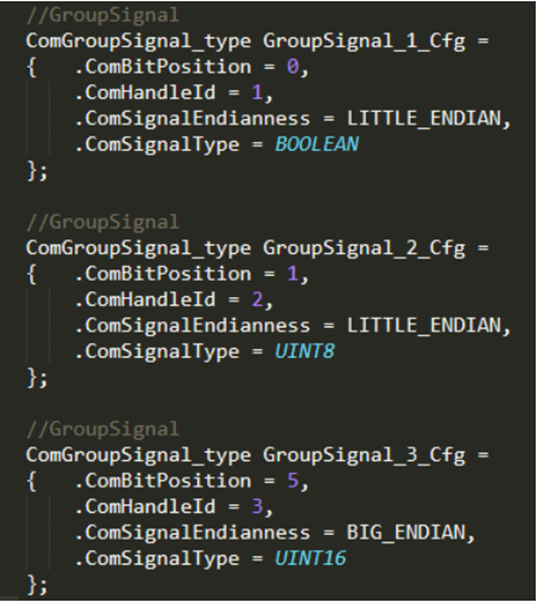 //GroupSignal
ComGroupSignal_type GroupSignal_1_Cfg =
{   .ComBitPosition = 0,
    .ComHandleId = 1,
    .ComSignalEndianness = LITTLE_ENDIAN,
    .ComSignalType = BOOLEAN
};

//GroupSignal
ComGroupSignal_type GroupSignal_2_Cfg =
{   .ComBitPosition = 1,
    .ComHandleId = 2,
    .ComSignalEndianness = LITTLE_ENDIAN,
    .ComSignalType = UINT8
};

//GroupSignal
ComGroupSignal_type GroupSignal_3_Cfg =
{   .ComBitPosition = 5,
    .ComHandleId = 3,
    .ComSignalEndianness = BIG_ENDIAN,
    .ComSignalType = UINT16
};